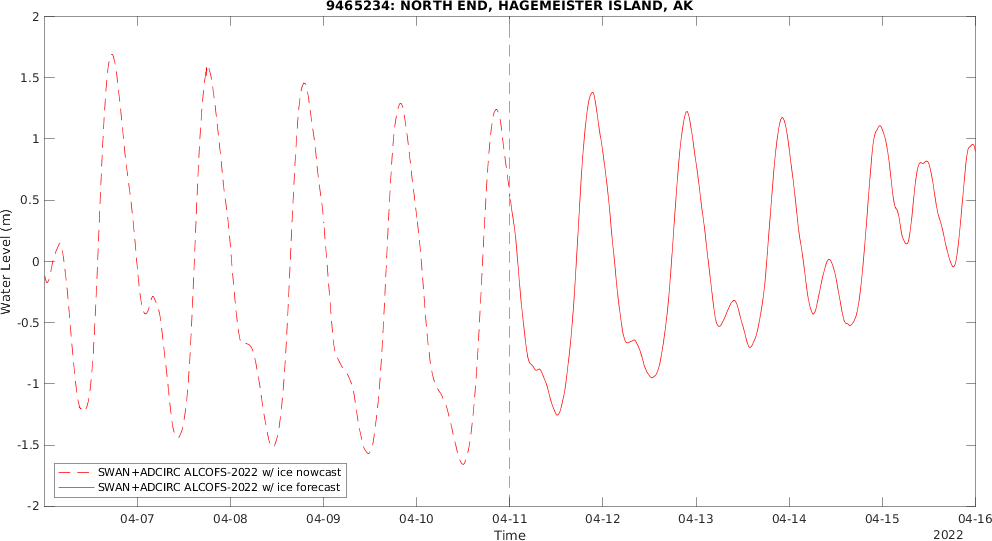 9465234: NORTH END, HAGEMEISTER ISLAND, AK
2
1.5
1
0.5
0
-0.5
-1
-1.5
-2
Water Level (m)
SWAN+ADCIRC ALCOFS-2022 w/ ice nowcast
SWAN+ADCIRC ALCOFS-2022 w/ ice forecast
04-07 04-08 04-09 04-10 04-11 04-12 04-13 04-14 04-15 04-16
Time
2022